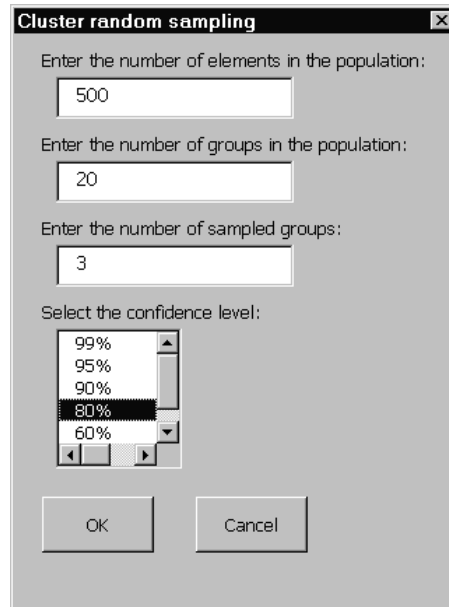 Cluster random sampling
Enter the number of elements in the population:
500
Enter the number of groups in the population:
20
Enter the number of sampled groups:
3
Select the confidence level:
99%
95%
90%
80%
60%
OK
Cancel